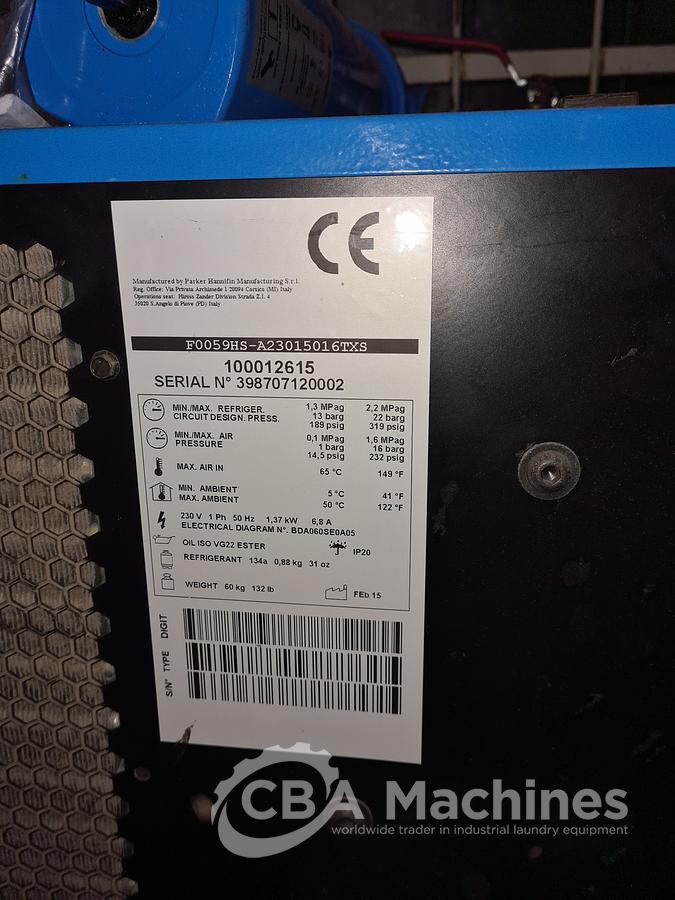 CE
Manufactured by Parker Hannifin Manufacturing S.r.l.
Reg. Office: Via Privata Archimede 1 20094 Corsico (MI) Italy
Operations seat: Hiross Zander Division Strada Z.I. 4
35020 S.Angelo di Piove (PD) Italy
F0059HS-A23015016TXS
100012615
SERIAL N° 398707120002
MIN./MAX. REFRIGER. 1,3 MPag 2,2 MPag
CIRCUIT DESIGN. PRESS. 13 barg 22 barg
189 psig 319 psig
MIN./MAX. AIR 0,1 MPag 1,6 MPag
PRESSURE 1 barg 16 barg
14,5 psig 232 psig
MAX. AIR IN 65 °C 149 °F
MIN. AMBIENT 5 °C 41 °F
MAX. AMBIENT 50 °C 122 °F
230 V 1 Ph 50 Hz 1,37 kW 6,8 A
ELECTRICAL DIAGRAM N°. BDA060SE0A05
OIL ISO VG22 ESTER IP20
REFRIGERANT 134a 0,88 kg 31 oz
WEIGHT 60 kg 132 lb FEb 15
S/N° TYPE DIGIT
CBA Machines
worldwide trader in industrial laundry equipment